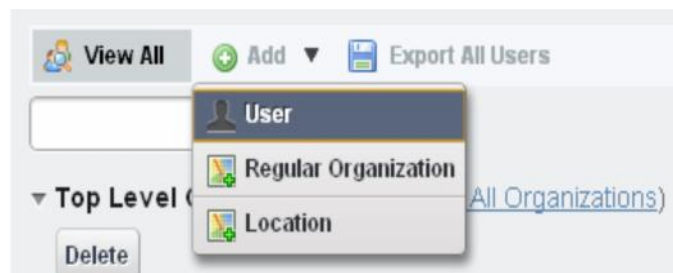 View All Add ▼ Export All Users
User
Regular Organization
▼ Top Level All Organizations)
Location
Delete